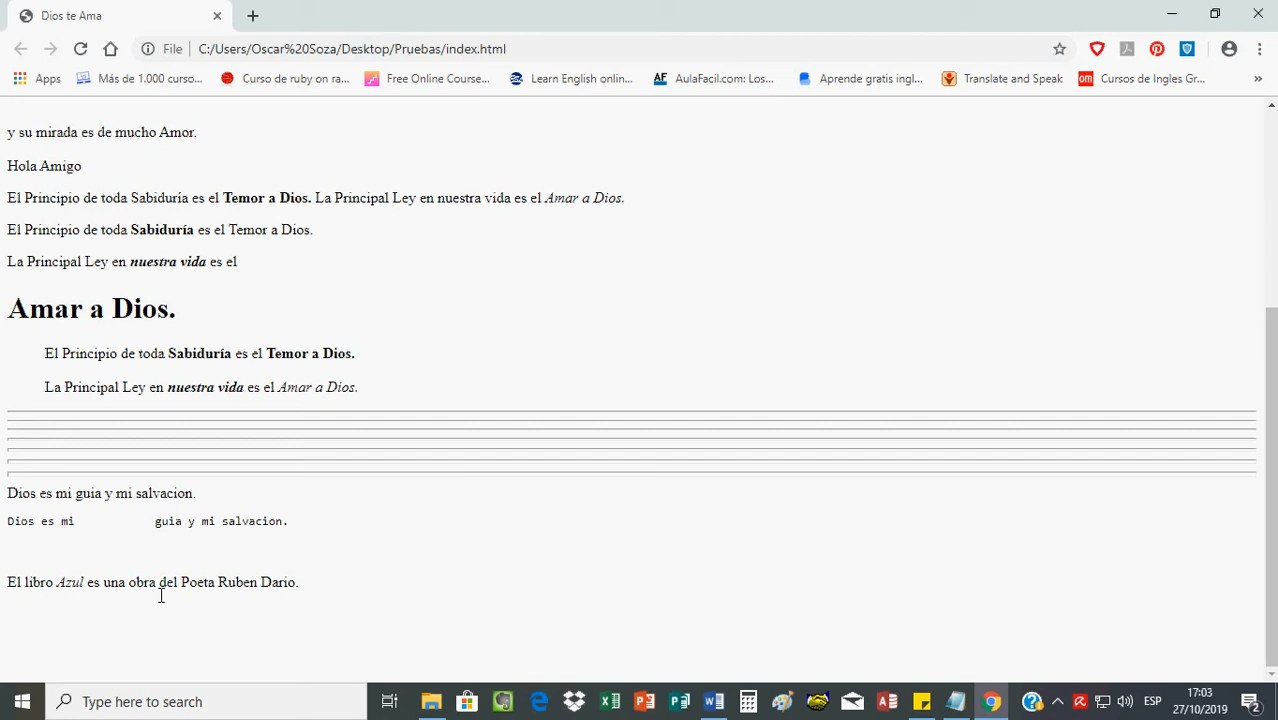 Dios te Ama
File C:/Users/Oscar%20Soza/Desktop/Pruebas/index.html
Apps Más de 1.000 curso... Curso de ruby on ra... Free Online Course... Learn English onlin... AulaFacil.com: Los... Aprende gratis ingl... Translate and Speak Cursos de Ingles Gr... »
y su mirada es de mucho Amor.
Hola Amigo
El Principio de toda Sabiduría es el Temor a Dios. La Principal Ley en nuestra vida es el Amar a Dios.
El Principio de toda Sabiduría es el Temor a Dios.
La Principal Ley en nuestra vida es el
Amar a Dios.
El Principio de toda Sabiduría es el Temor a Dios.
La Principal Ley en nuestra vida es el Amar a Dios.
Dios es mi guia y mi salvacion.
Dios es mi            guia y mi salvacion.
El libro Azul es una obra del Poeta Ruben Dario.
Type here to search ESP 17:03
27/10/2019 2